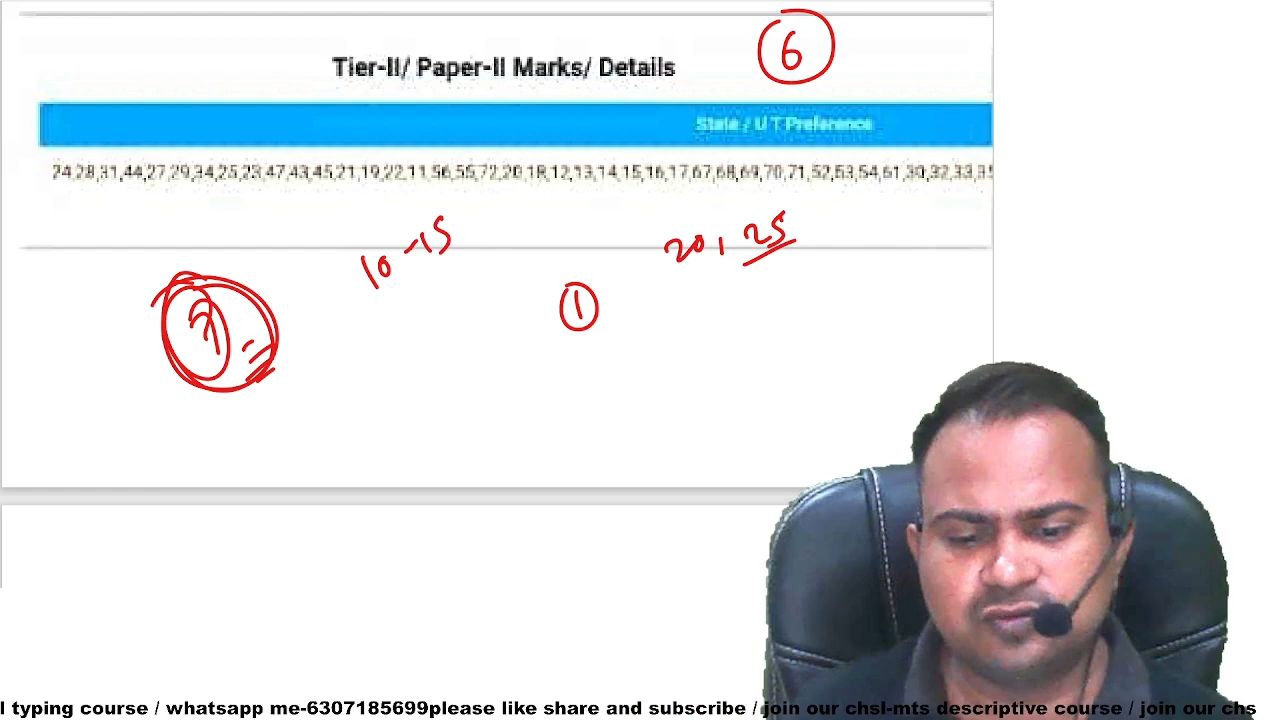 6
Tier-II/ Paper-II Marks/ Details
State / U T Preference
24,28,31,44,27,29,34,25,23,47,43,45,21,19,22,11,56,55,72,20,18,12,13,14,15,16,17,67,68,69,70,71,52,53,54,61,30,32,33,35
10-15
20, 25
1
l typing course / whatsapp me-6307185699please like share and subscribe / join our chsl-mts descriptive course / join our chs